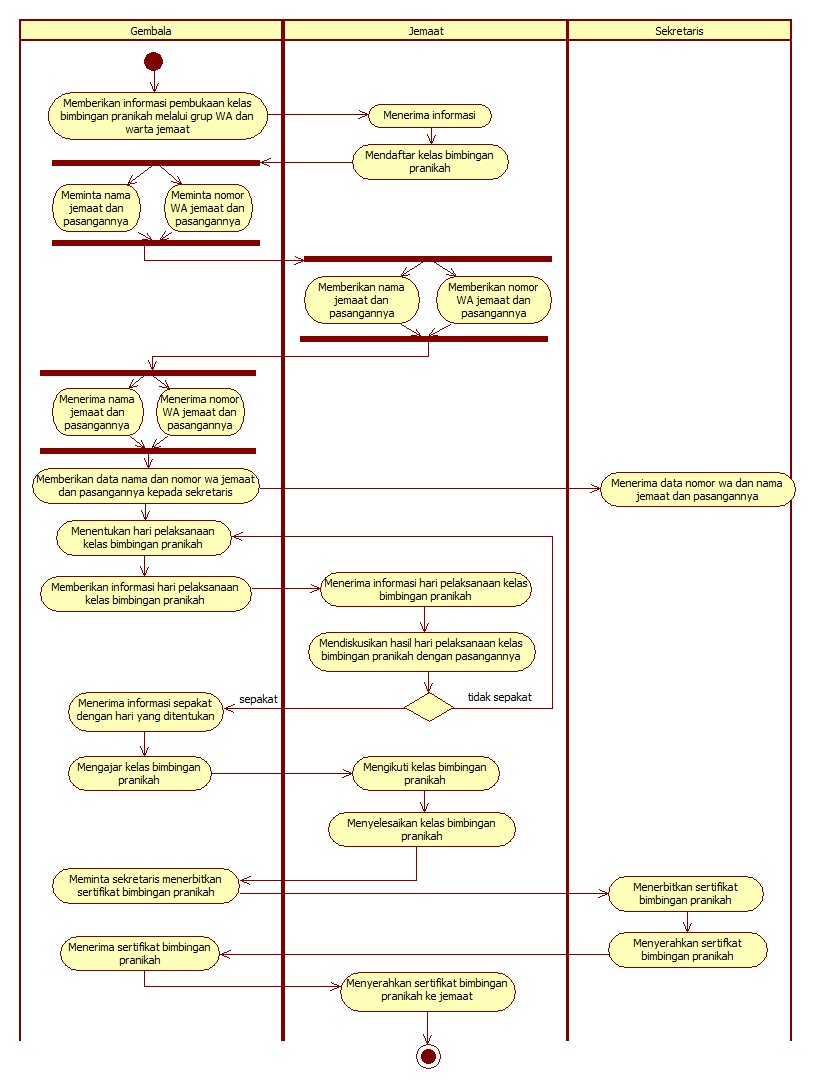 Gembala
Jemaat
Sekretaris
Memberikan informasi pembukaan kelas
bimbingan pranikah melalui grup WA dan
warta jemaat
Menerima informasi
Mendaftar kelas bimbingan
pranikah
Meminta nama
jemaat dan
pasangannya
Meminta nomor
WA jemaat dan
pasangannya
Memberikan nama
jemaat dan
pasangannya
Memberikan nomor
WA jemaat dan
pasangannya
Menerima nama
jemaat dan
pasangannya
Menerima nomor
WA jemaat dan
pasangannya
Memberikan data nama dan nomor wa jemaat
dan pasangannya kepada sekretaris
Menerima data nomor wa dan nama
jemaat dan pasangannya
Menentukan hari pelaksanaan
kelas bimbingan pranikah
Memberikan informasi hari pelaksanaan
kelas bimbingan pranikah
Menerima informasi hari pelaksanaan kelas
bimbingan pranikah
Mendiskusikan hasil hari pelaksanaan kelas
bimbingan pranikah dengan pasangannya
sepakat
tidak sepakat
Menerima informasi sepakat
dengan hari yang ditentukan
Mengajar kelas bimbingan
pranikah
Mengikuti kelas bimbingan
pranikah
Menyelesaikan kelas bimbingan
pranikah
Meminta sekretaris menerbitkan
sertifikat bimbingan pranikah
Menerbitkan sertifikat
bimbingan pranikah
Menyerahkan sertifkat
bimbingan pranikah
Menerima sertifikat bimbingan
pranikah
Menyerahkan sertifikat bimbingan
pranikah ke jemaat